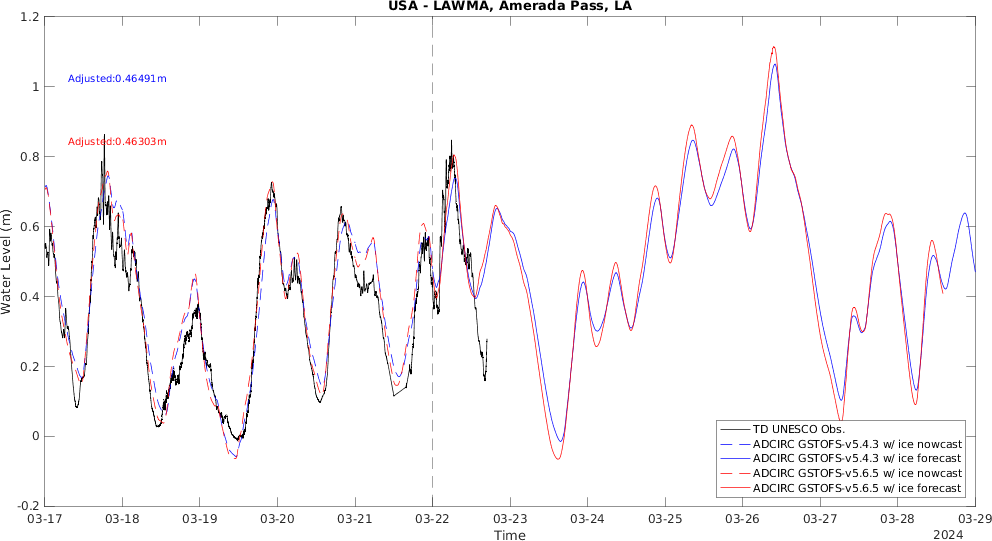 USA - LAWMA, Amerada Pass, LA
1.2
1
0.8
0.6
0.4
0.2
0
-0.2
Water Level (m)
Adjusted:0.46491m
Adjusted:0.46303m
TD UNESCO Obs.
ADCIRC GSTOFS-v5.4.3 w/ ice nowcast
ADCIRC GSTOFS-v5.4.3 w/ ice forecast
ADCIRC GSTOFS-v5.6.5 w/ ice nowcast
ADCIRC GSTOFS-v5.6.5 w/ ice forecast
03-17 03-18 03-19 03-20 03-21 03-22 03-23 03-24 03-25 03-26 03-27 03-28 03-29
Time
2024